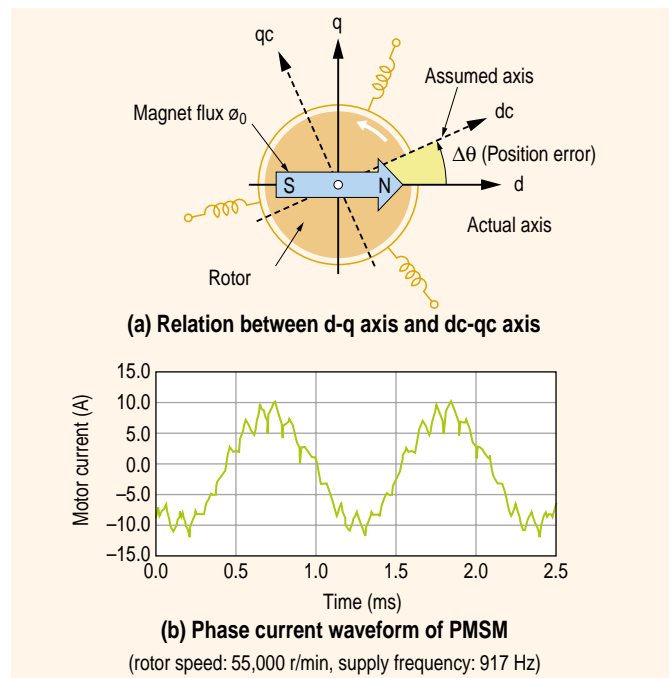 qc
q
Assumed axis
Magnet flux ø₀
dc
Δθ (Position error)
S
N
d
Actual axis
Rotor
(a) Relation between d-q axis and dc-qc axis
15.0
10.0
5.0
0.0
−5.0
−10.0
−15.0
Motor current (A)
0.0 0.5 1.0 1.5 2.0 2.5
Time (ms)
(b) Phase current waveform of PMSM
(rotor speed: 55,000 r/min, supply frequency: 917 Hz)